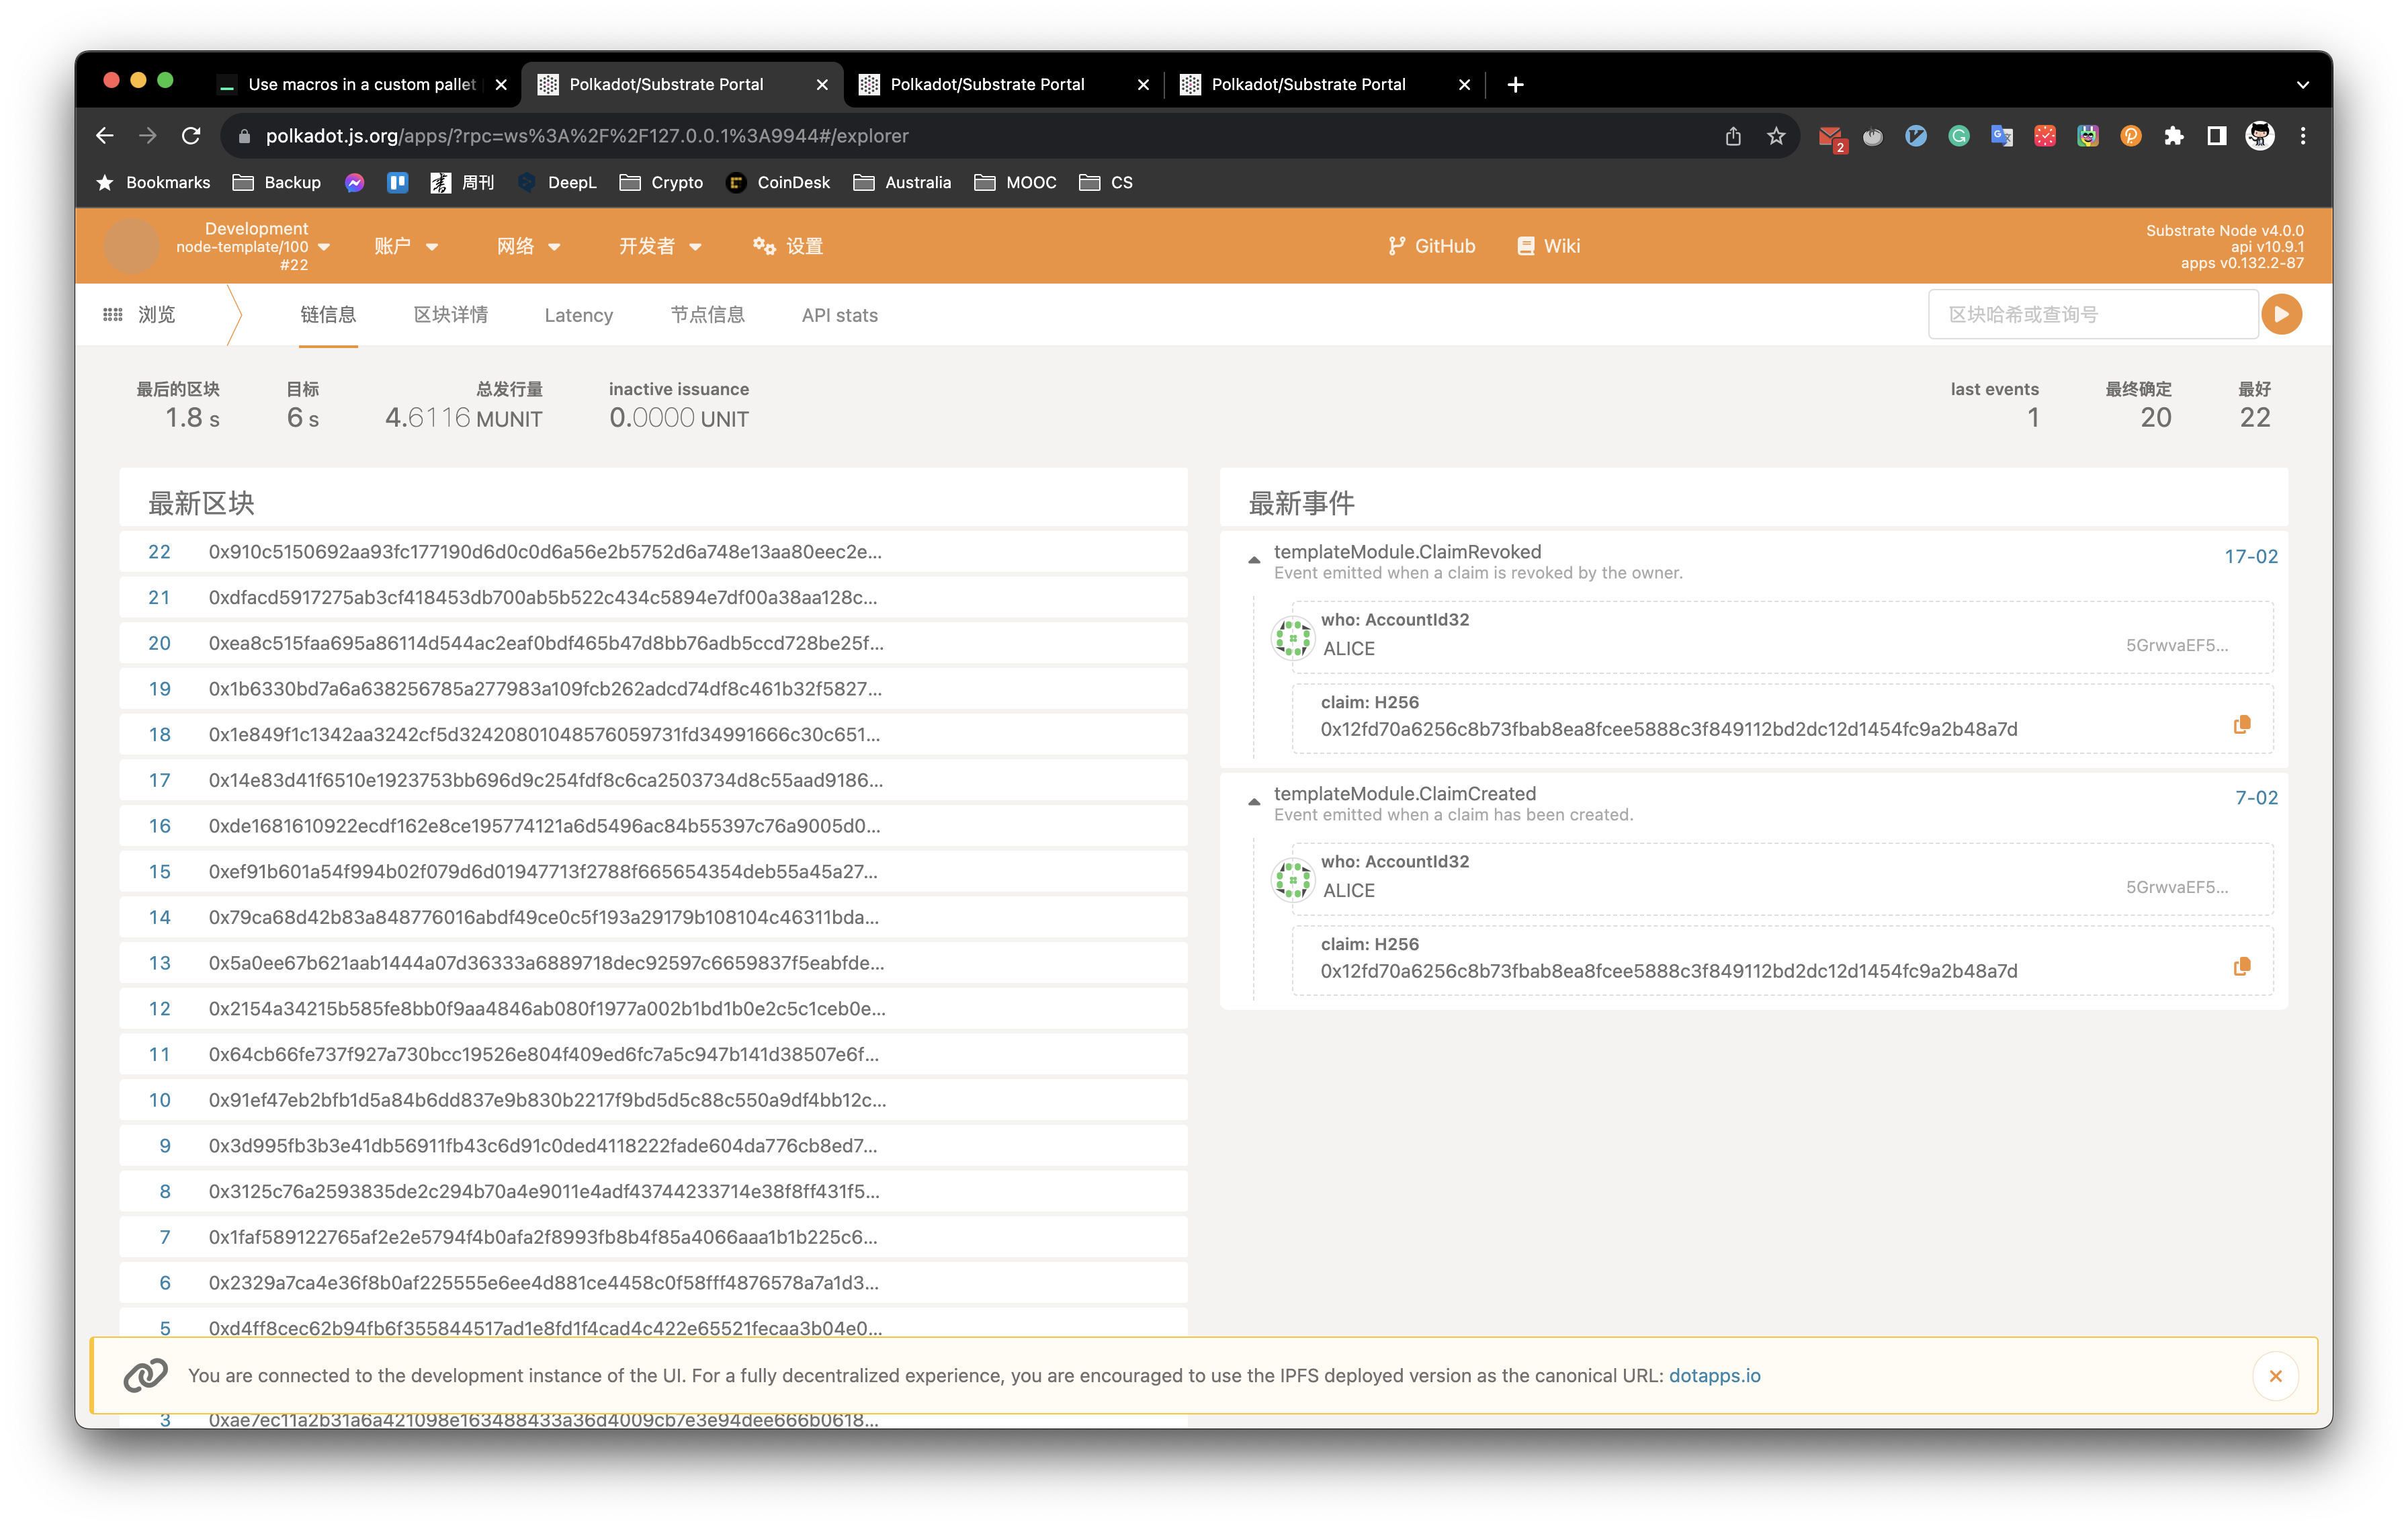 Use macros in a custom pallet
Polkadot/Substrate Portal
Polkadot/Substrate Portal
Polkadot/Substrate Portal
polkadot.js.org/apps/?rpc=ws%3A%2F%2F127.0.0.1%3A9944#/explorer
2
Bookmarks
Backup
周刊
DeepL
Crypto
CoinDesk
Australia
MOOC
CS
Development
node-template/100
#22
账户
网络
开发者
设置
GitHub
Wiki
Substrate Node v4.0.0
api v10.9.1
apps v0.132.2-87
浏览
链信息
区块详情
Latency
节点信息
API stats
区块哈希或查询号
最后的区块
1.8 s
目标
6 s
总发行量
4.6116 MUNIT
inactive issuance
0.0000 UNIT
last events
1
最终确定
20
最好
22
最新区块
22 0x910c5150692aa93fc177190d6d0c0d6a56e2b5752d6a748e13aa80eec2e...
21 0xdfacd5917275ab3cf418453db700ab5b522c434c5894e7df00a38aa128c...
20 0xea8c515faa695a86114d544ac2eaf0bdf465b47d8bb76adb5ccd728be25f...
19 0x1b6330bd7a6a638256785a277983a109fcb262adcd74df8c461b32f5827...
18 0x1e849f1c1342aa3242cf5d32420801048576059731fd34991666c30c651...
17 0x14e83d41f6510e1923753bb696d9c254fdf8c6ca2503734d8c55aad9186...
16 0xde1681610922ecdf162e8ce195774121a6d5496ac84b55397c76a9005d0...
15 0xef91b601a54f994b02f079d6d01947713f2788f665654354deb55a45a27...
14 0x79ca68d42b83a848776016abdf49ce0c5f193a29179b108104c46311bda...
13 0x5a0ee67b621aab1444a07d36333a6889718dec92597c6659837f5eabfde...
12 0x2154a34215b585fe8bb0f9aa4846ab080f1977a002b1bd1b0e2c5c1ceb0e...
11 0x64cb66fe737f927a730bcc19526e804f409ed6fc7a5c947b141d38507e6f...
10 0x91ef47eb2bfb1d5a84b6dd837e9b830b2217f9bd5d5c88c550a9df4bb12c...
9 0x3d995fb3b3e41db56911fb43c6d91c0ded4118222fade604da776cb8ed7...
8 0x3125c76a2593835de2c294b70a4e9011e4adf43744233714e38f8ff431f5...
7 0x1faf589122765af2e2e5794f4b0afa2f8993fb8b4f85a4066aaa1b1b225c6...
6 0x2329a7ca4e36f8b0af225555e6ee4d881ce4458c0f58fff4876578a7a1d3...
5 0xd4ff8cec62b94fb6f355844517ad1e8fd1f4cad4c422e65521fecaa3b04e0...
3 0xae7ec11a2b31a6a421098e163488433a36d4009cb7e3e94dee666b0618...
最新事件
templateModule.ClaimRevoked
17-02
Event emitted when a claim is revoked by the owner.
who: AccountId32
ALICE
5GrwvaEF5...
claim: H256
0x12fd70a6256c8b73fbab8ea8fcee5888c3f849112bd2dc12d1454fc9a2b48a7d
templateModule.ClaimCreated
7-02
Event emitted when a claim has been created.
who: AccountId32
ALICE
5GrwvaEF5...
claim: H256
0x12fd70a6256c8b73fbab8ea8fcee5888c3f849112bd2dc12d1454fc9a2b48a7d
You are connected to the development instance of the UI. For a fully decentralized experience, you are encouraged to use the IPFS deployed version as the canonical URL: dotapps.io